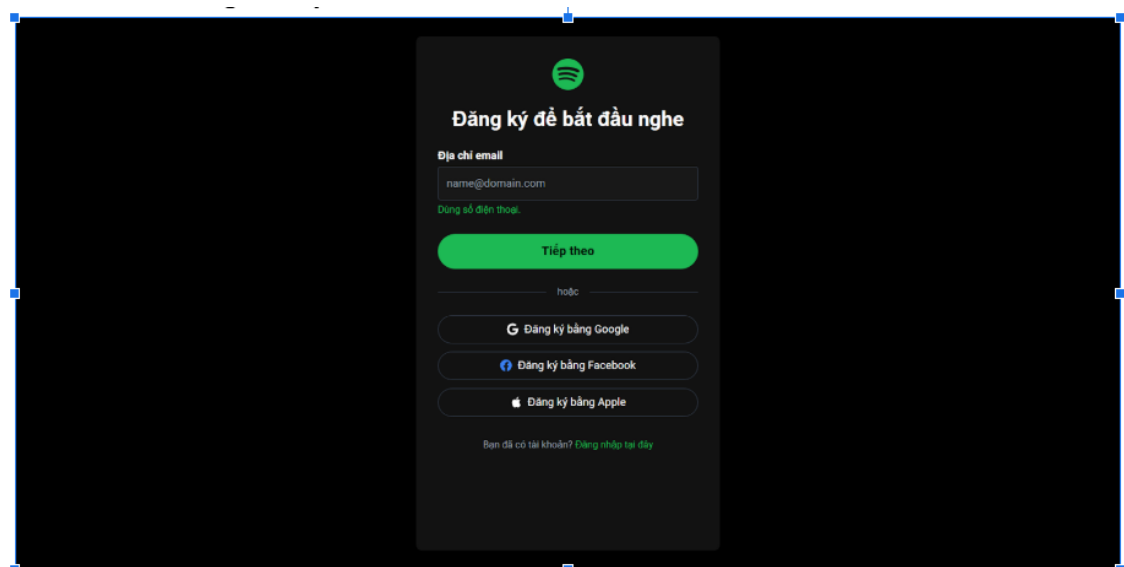 Đăng ký để bắt đầu nghe
Địa chỉ email
name@domain.com
Dùng số điện thoại.
Tiếp theo
hoặc
Đăng ký bằng Google
Đăng ký bằng Facebook
Đăng ký bằng Apple
Bạn đã có tài khoản? Đăng nhập tại đây